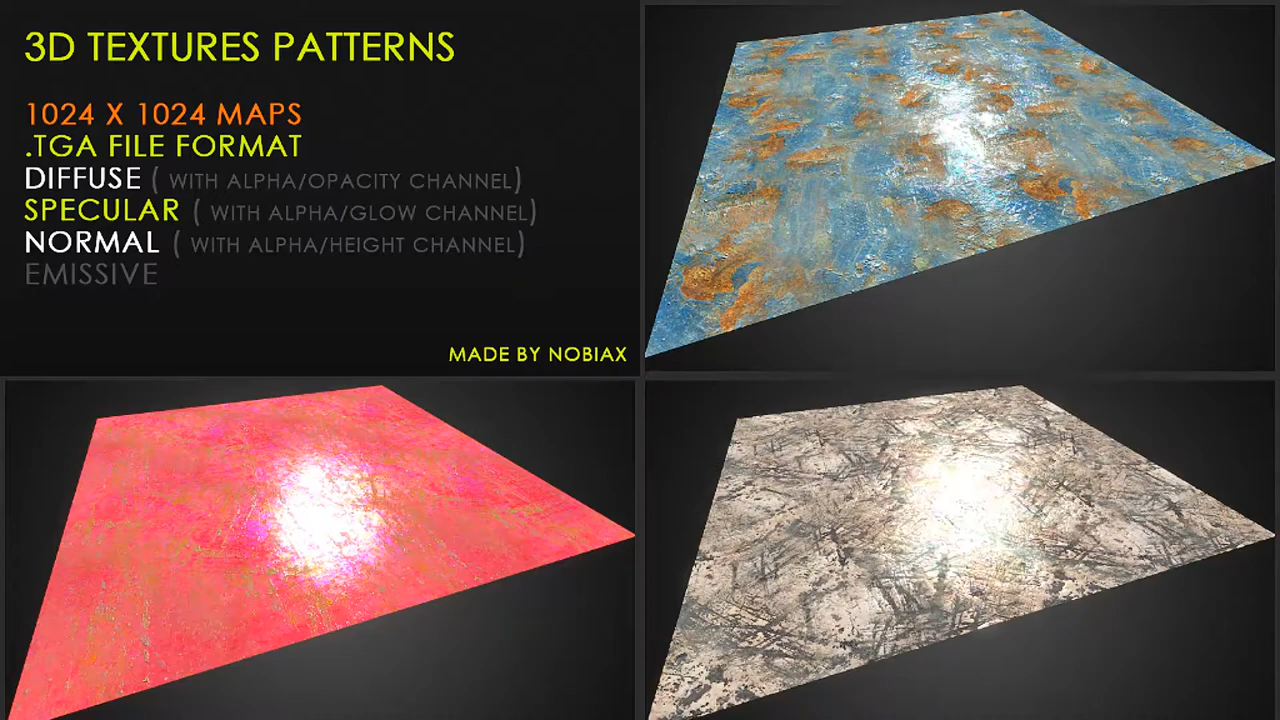 3D TEXTURES PATTERNS
1024 X 1024 MAPS
.TGA FILE FORMAT
DIFFUSE ( WITH ALPHA/OPACITY CHANNEL)
SPECULAR ( WITH ALPHA/GLOW CHANNEL)
NORMAL ( WITH ALPHA/HEIGHT CHANNEL)
EMISSIVE
MADE BY NOBIAX